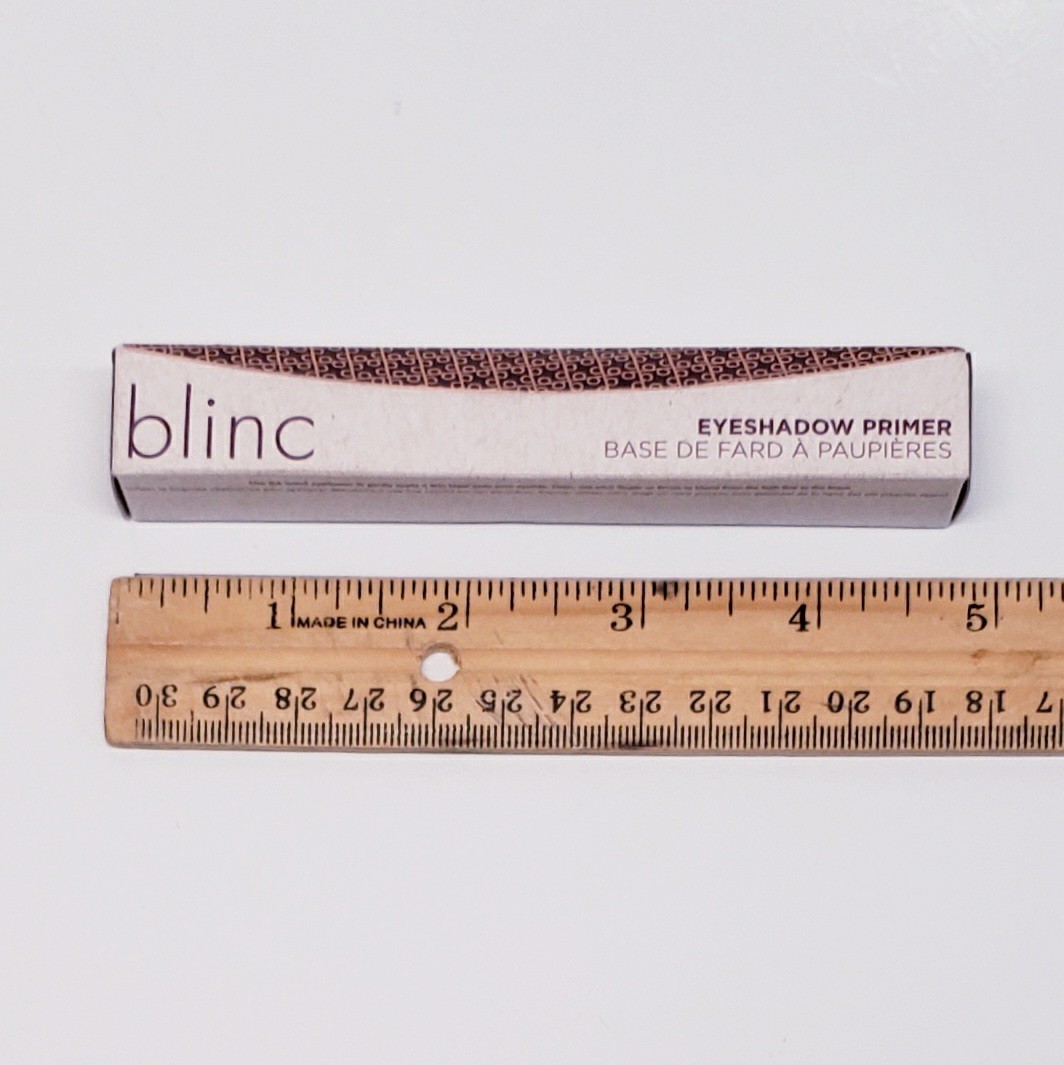 blinc
EYESHADOW PRIMER
BASE DE FARD À PAUPIÈRES
1 MADE IN CHINA 2 3 4 5
30 29 28 27 26 25 24 23 22 21 20 19 18 7